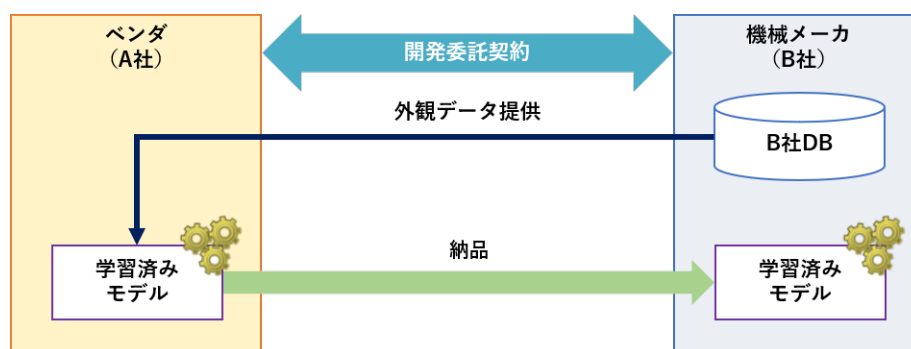 ベンダ
（A社）
開発委託契約
機械メーカ
（B社）
外観データ提供
B社DB
学習済み
モデル
納品
学習済み
モデル